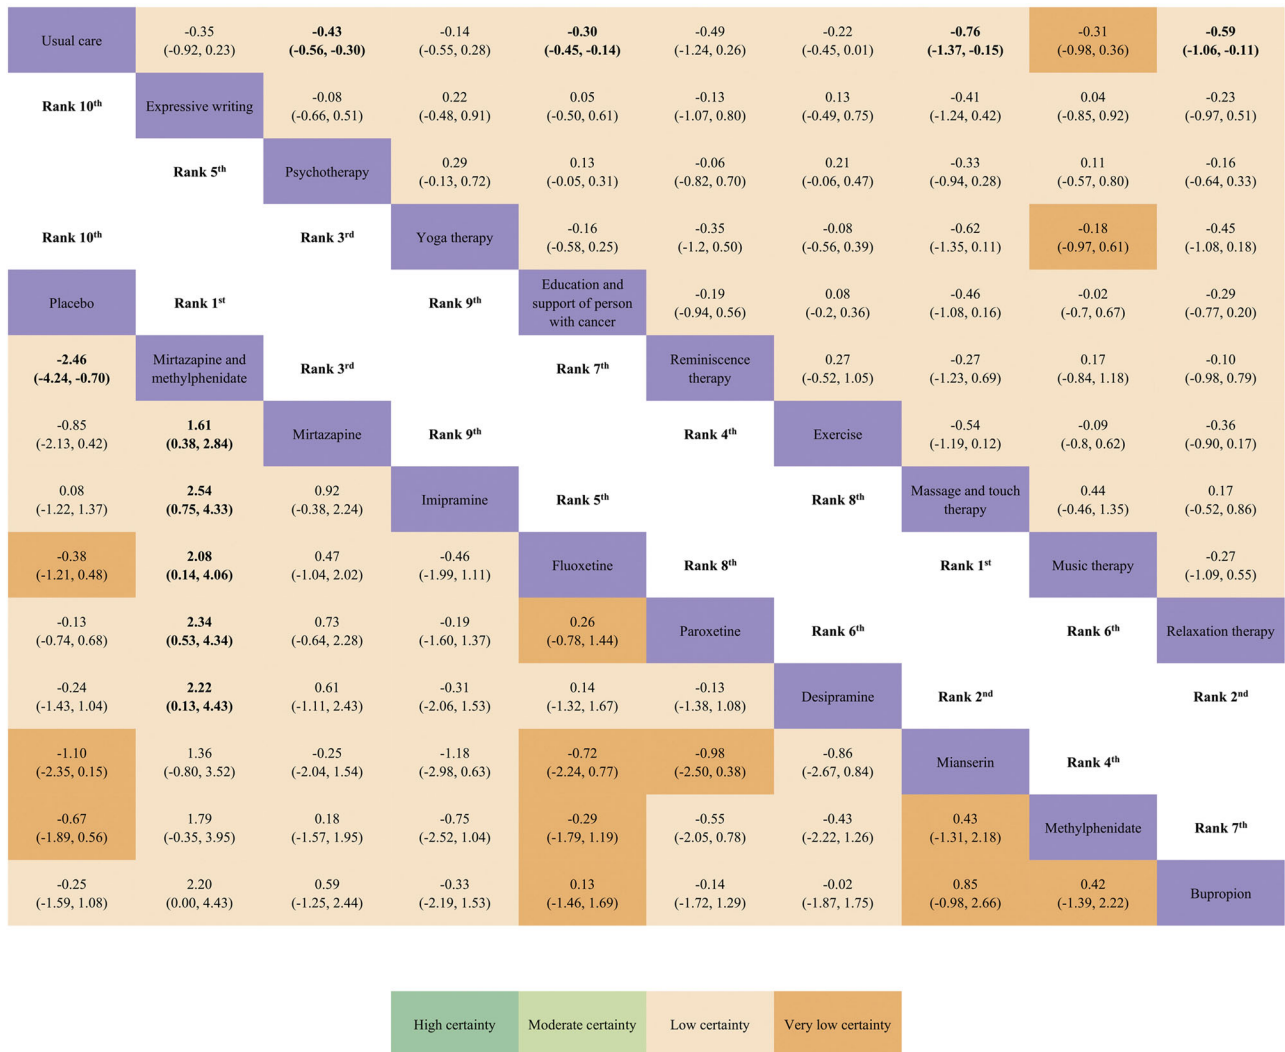 Usual care -0.35 -0.43 -0.14 -0.30 -0.49 -0.22 -0.76 -0.31 -0.59
(-0.92, 0.23) (-0.56, -0.30) (-0.55, 0.28) (-0.45, -0.14) (-1.24, 0.26) (-0.45, 0.01) (-1.37, -0.15) (-0.98, 0.36) (-1.06, -0.11)
Rank 10th Expressive writing -0.08 0.22 0.05 -0.13 0.13 -0.41 0.04 -0.23
(-0.66, 0.51) (-0.48, 0.91) (-0.50, 0.61) (-1.07, 0.80) (-0.49, 0.75) (-1.24, 0.42) (-0.85, 0.92) (-0.97, 0.51)
Rank 5th Psychotherapy 0.29 0.13 -0.06 0.21 -0.33 0.11 -0.16
(-0.13, 0.72) (-0.05, 0.31) (-0.82, 0.70) (-0.06, 0.47) (-0.94, 0.28) (-0.57, 0.80) (-0.64, 0.33)
Rank 10th Rank 3rd Yoga therapy -0.16 -0.35 -0.08 -0.62 -0.18 -0.45
(-0.58, 0.25) (-1.2, 0.50) (-0.56, 0.39) (-1.35, 0.11) (-0.97, 0.61) (-1.08, 0.18)
Placebo Rank 1st Rank 9th Education and support of person with cancer -0.19 0.08 -0.46 -0.02 -0.29
(-0.94, 0.56) (-0.2, 0.36) (-1.08, 0.16) (-0.7, 0.67) (-0.77, 0.20)
-2.46 Mirtazapine and methylphenidate Rank 3rd Rank 7th Reminiscence therapy 0.27 -0.27 0.17 -0.10
(-4.24, -0.70) (-0.52, 1.05) (-1.23, 0.69) (-0.84, 1.18) (-0.98, 0.79)
-0.85 1.61 Mirtazapine Rank 9th Rank 4th Exercise -0.54 -0.09 -0.36
(-2.13, 0.42) (0.38, 2.84) (-1.19, 0.12) (-0.8, 0.62) (-0.90, 0.17)
0.08 2.54 0.92 Imipramine Rank 5th Rank 8th Massage and touch therapy 0.44 0.17
(-1.22, 1.37) (0.75, 4.33) (-0.38, 2.24) (-0.46, 1.35) (-0.52, 0.86)
-0.38 2.08 0.47 -0.46 Fluoxetine Rank 8th Rank 1st Music therapy -0.27
(-1.21, 0.48) (0.14, 4.06) (-1.04, 2.02) (-1.99, 1.11) (-1.09, 0.55)
-0.13 2.34 0.73 -0.19 0.26 Paroxetine Rank 6th Rank 6th Relaxation therapy
(-0.74, 0.68) (0.53, 4.34) (-0.64, 2.28) (-1.60, 1.37) (-0.78, 1.44)
-0.24 2.22 0.61 -0.31 0.14 -0.13 Desipramine Rank 2nd Rank 2nd
(-1.43, 1.04) (0.13, 4.43) (-1.11, 2.43) (-2.06, 1.53) (-1.32, 1.67) (-1.38, 1.08)
-1.10 1.36 -0.25 -1.18 -0.72 -0.98 -0.86 Mianserin Rank 4th
(-2.35, 0.15) (-0.80, 3.52) (-2.04, 1.54) (-2.98, 0.63) (-2.24, 0.77) (-2.50, 0.38) (-2.67, 0.84)
-0.67 1.79 0.18 -0.75 -0.29 -0.55 -0.43 0.43 Methylphenidate Rank 7th
(-1.89, 0.56) (-0.35, 3.95) (-1.57, 1.95) (-2.52, 1.04) (-1.79, 1.19) (-2.05, 0.78) (-2.22, 1.26) (-1.31, 2.18)
-0.25 2.20 0.59 -0.33 0.13 -0.14 -0.02 0.85 0.42 Bupropion
(-1.59, 1.08) (0.00, 4.43) (-1.25, 2.44) (-2.19, 1.53) (-1.46, 1.69) (-1.72, 1.29) (-1.87, 1.75) (-0.98, 2.66) (-1.39, 2.22)
High certainty Moderate certainty Low certainty Very low certainty